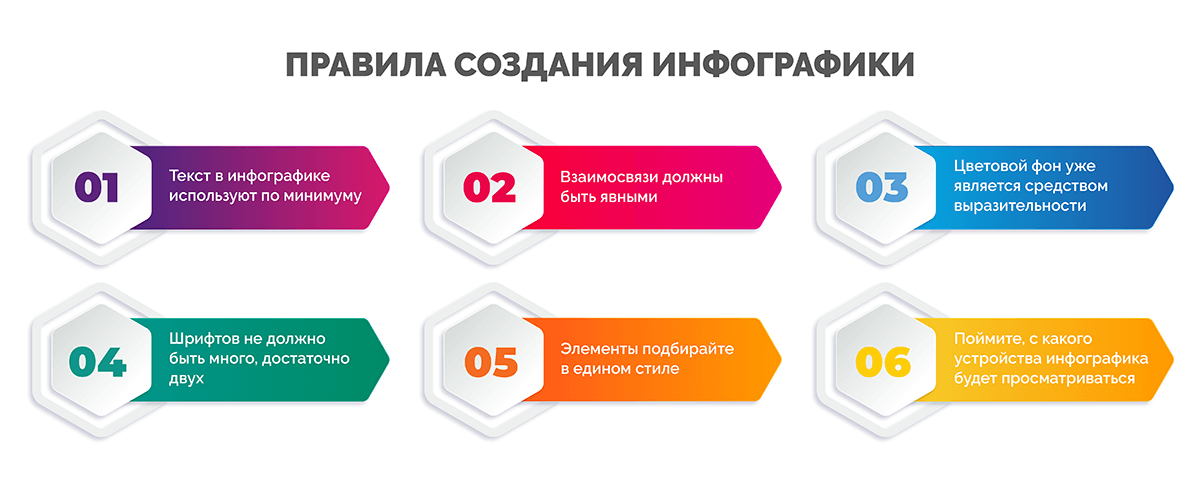 ПРАВИЛА СОЗДАНИЯ ИНФОГРАФИКИ
01
Текст в инфографике
используют по минимуму
02
Взаимосвязи должны
быть явными
03
Цветовой фон уже
является средством
выразительности
04
Шрифтов не должно
быть много, достаточно
двух
05
Элементы подбирайте
в едином стиле
06
Поймите, с какого
устройства инфографика
будет просматриваться